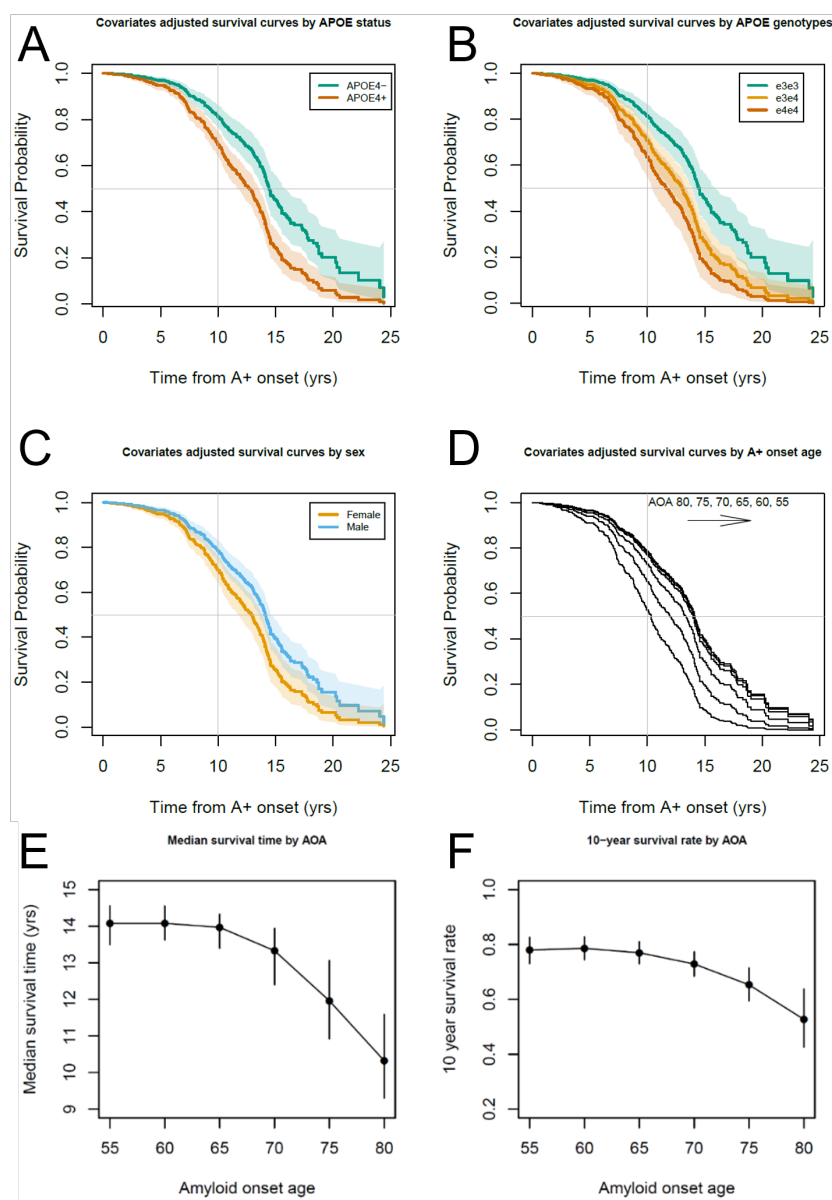 A
Covariates adjusted survival curves by APOE status
Survival Probability
1.0
0.8
0.6
0.4
0.2
0.0
APOE4−
APOE4+
0 5 10 15 20 25
Time from A+ onset (yrs)
B
Covariates adjusted survival curves by APOE genotypes
Survival Probability
1.0
0.8
0.6
0.4
0.2
0.0
e3e3
e3e4
e4e4
0 5 10 15 20 25
Time from A+ onset (yrs)
C
Covariates adjusted survival curves by sex
Survival Probability
1.0
0.8
0.6
0.4
0.2
0.0
Female
Male
0 5 10 15 20 25
Time from A+ onset (yrs)
D
Covariates adjusted survival curves by A+ onset age
Survival Probability
1.0
0.8
0.6
0.4
0.2
0.0
AOA 80, 75, 70, 65, 60, 55
0 5 10 15 20 25
Time from A+ onset (yrs)
E
Median survival time by AOA
Median survival time (yrs)
15
14
13
12
11
10
9
55 60 65 70 75 80
Amyloid onset age
F
10−year survival rate by AOA
10 year survival rate
1.0
0.8
0.6
0.4
0.2
55 60 65 70 75 80
Amyloid onset age